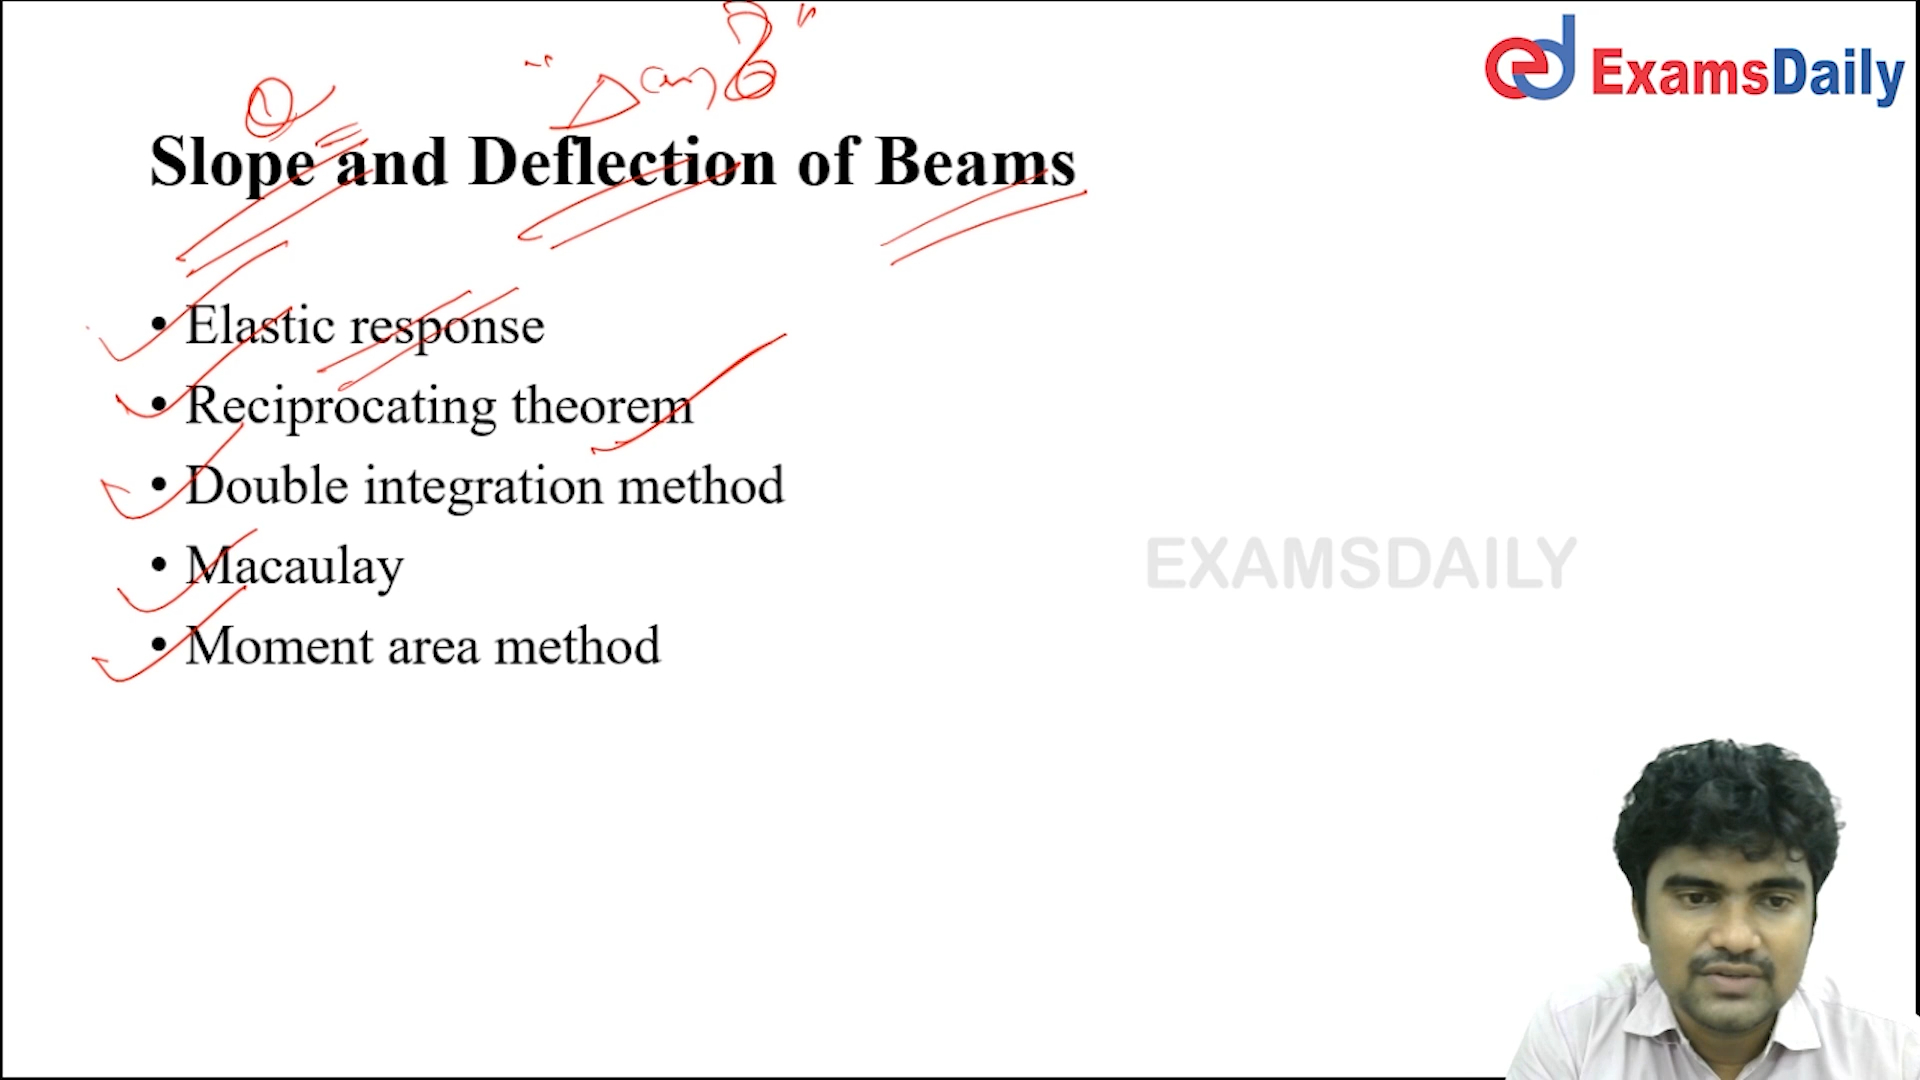 ExamsDaily
Slope and Deflection of Beams
• Elastic response
• Reciprocating theorem
• Double integration method
• Macaulay
• Moment area method
EXAMSDAILY